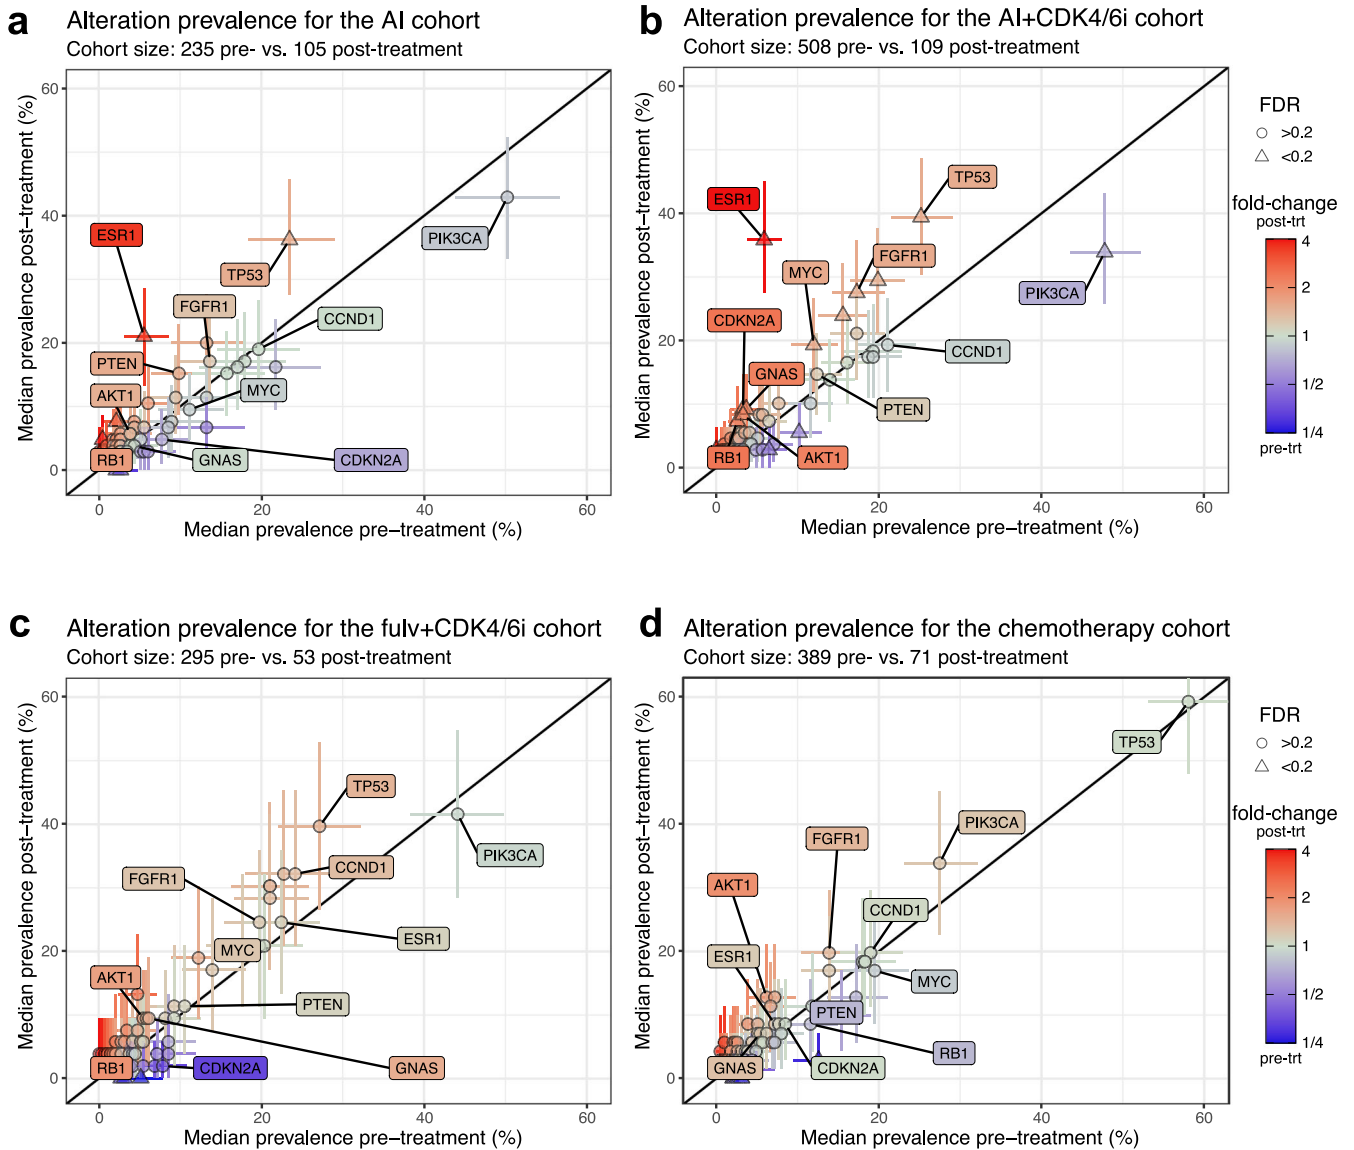 a
Alteration prevalence for the AI cohort
Cohort size: 235 pre- vs. 105 post-treatment
Median prevalence post−treatment (%)
60
40
20
0
ESR1
TP53
PIK3CA
FGFR1
CCND1
PTEN
AKT1
MYC
RB1
GNAS
CDKN2A
0
20
40
60
Median prevalence pre−treatment (%)
b
Alteration prevalence for the AI+CDK4/6i cohort
Cohort size: 508 pre- vs. 109 post-treatment
Median prevalence post−treatment (%)
60
40
20
0
TP53
ESR1
FGFR1
MYC
PIK3CA
CDKN2A
CCND1
GNAS
PTEN
RB1
AKT1
0
20
40
60
Median prevalence pre−treatment (%)
FDR
>0.2
<0.2
fold-change
post-trt
4
2
1
1/2
1/4
pre-trt
c
Alteration prevalence for the fulv+CDK4/6i cohort
Cohort size: 295 pre- vs. 53 post-treatment
Median prevalence post−treatment (%)
60
40
20
0
TP53
PIK3CA
CCND1
FGFR1
ESR1
MYC
AKT1
PTEN
RB1
CDKN2A
GNAS
0
20
40
60
Median prevalence pre−treatment (%)
d
Alteration prevalence for the chemotherapy cohort
Cohort size: 389 pre- vs. 71 post-treatment
Median prevalence post−treatment (%)
60
40
20
0
TP53
PIK3CA
FGFR1
AKT1
CCND1
ESR1
MYC
PTEN
RB1
GNAS
CDKN2A
0
20
40
60
Median prevalence pre−treatment (%)
FDR
>0.2
<0.2
fold-change
post-trt
4
2
1
1/2
1/4
pre-trt